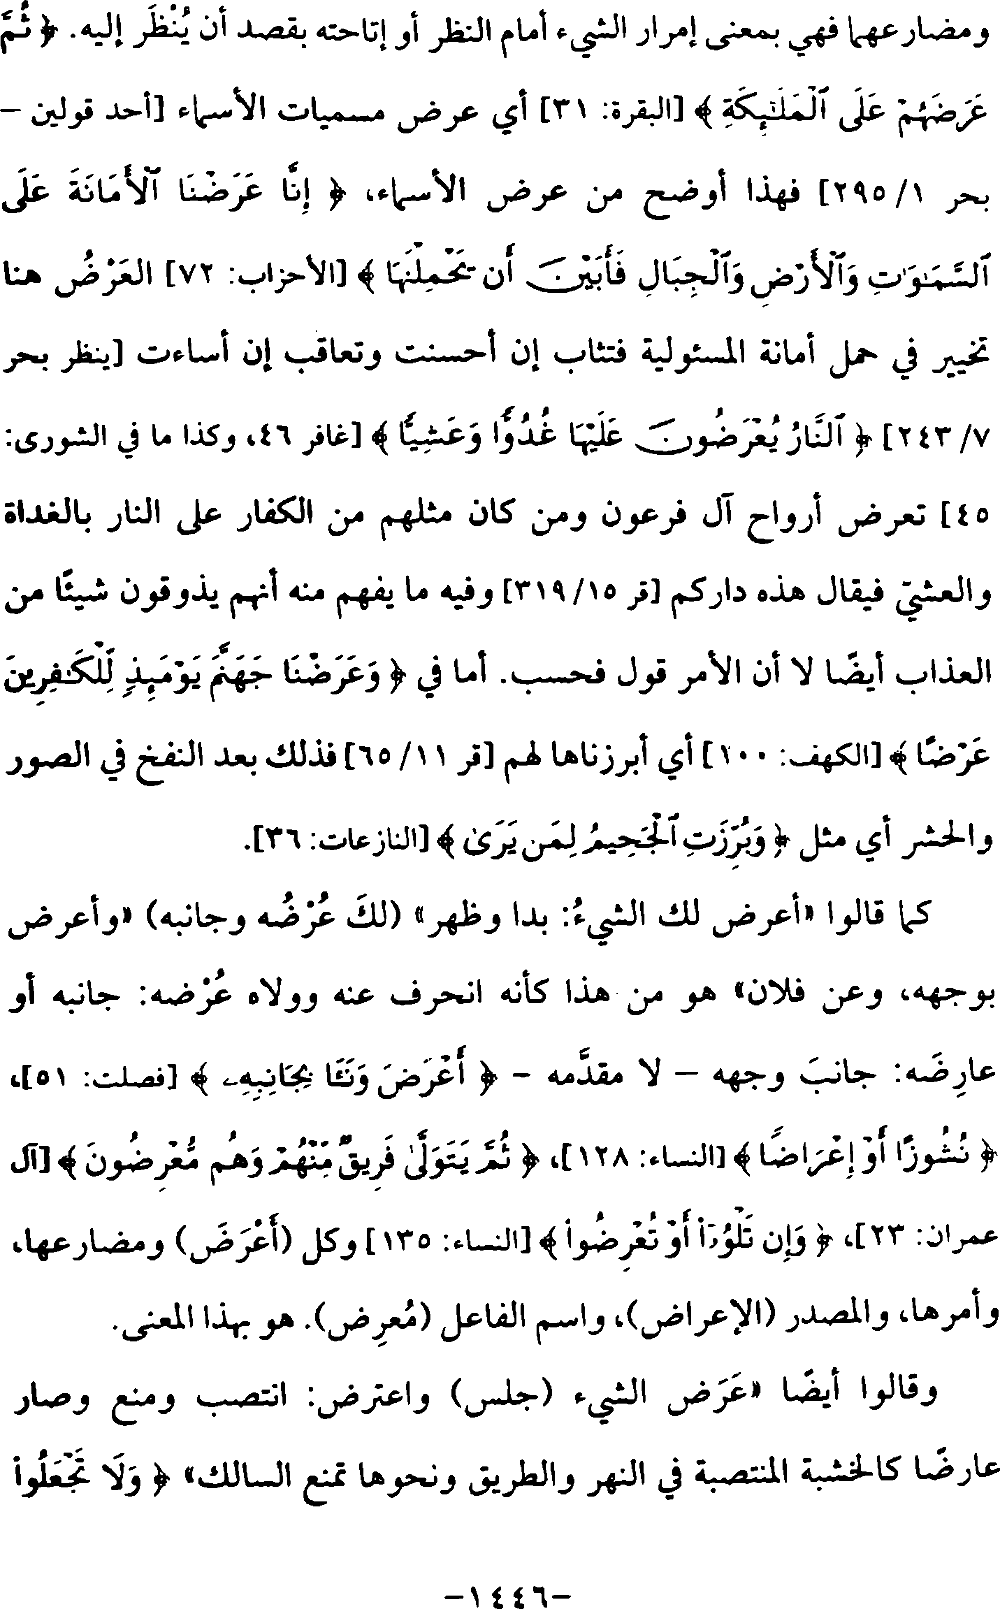 ومضارعهما فهي بمعنى إمرار الشيء أمام النظر أو إتاحته بقصد أن يُنْظَر إليه. ﴿ ثُمَّ
عَرَضَهُمْ عَلَى ٱلْمَلَـٰٓئِكَةِ ﴾ [البقرة: ٣١] أي عرض مسميات الأسماء [أحد قولين –
بحر ١/ ٢٩٥] فهذا أوضح من عرض الأسماء، ﴿ إِنَّا عَرَضْنَا ٱلْأَمَانَةَ عَلَى
ٱلسَّمَـٰوَٰتِ وَٱلْأَرْضِ وَٱلْجِبَالِ فَأَبَيْنَ أَن يَحْمِلْنَهَا ﴾ [الأحزاب: ٧٢] العَرْضُ هنا
تخيير في حمل أمانة المسئولية فتثاب إن أحسنت وتعاقب إن أساءت [ينظر بحر
٧/ ٢٤٣] ﴿ ٱلنَّارُ يُعْرَضُونَ عَلَيْهَا غُدُوًّا وَعَشِيًّا ﴾ [غافر ٤٦، وكذا ما في الشورى:
٤٥] تعرض أرواح آل فرعون ومن كان مثلهم من الكفار على النار بالغداة
والعشيّ فيقال هذه داركم [قر ١٥/ ٣١٩] وفيه ما يفهم منه أنهم يذوقون شيئًا من
العذاب أيضًا لا أن الأمر قول فحسب. أما في ﴿ وَعَرَضْنَا جَهَنَّمَ يَوْمَئِذٍ لِّلْكَـٰفِرِينَ
عَرْضًا ﴾ [الكهف: ١٠٠] أي أبرزناها لهم [قر ١١/ ٦٥] فذلك بعد النفخ في الصور
والحشر أي مثل ﴿ وَبُرِّزَتِ ٱلْجَحِيمُ لِمَن يَرَىٰ ﴾ [النازعات: ٣٦].
كما قالوا «أعرض لك الشيءُ: بدا وظهر» (لكَ عُرْضُه وجانبه) «وأعرض
بوجهه، وعن فلان» هو من هذا كأنه انحرف عنه وولاه عُرْضه: جانبه أو
عارِضَه: جانبَ وجهه – لا مقدَّمه – ﴿ أَعْرَضَ وَنَـَٔا بِجَانِبِهِۦ ﴾ [فصلت: ٥١]،
﴿ نُشُوزًا أَوْ إِعْرَاضًا ﴾ [النساء: ١٢٨]، ﴿ ثُمَّ يَتَوَلَّىٰ فَرِيقٌ مِّنْهُمْ وَهُم مُّعْرِضُونَ ﴾ [آل
عمران: ٢٣]، ﴿ وَإِن تَلْوُۥٓا۟ أَوْ تُعْرِضُوا۟ ﴾ [النساء: ١٣٥] وكل (أَعْرَضَ) ومضارعها،
وأمرها، والمصدر (الإعراض)، واسم الفاعل (مُعرِض). هو بهذا المعنى.
وقالوا أيضًا «عَرَض الشيء (جلس) واعترض: انتصب ومنع وصار
عارضًا كالخشبة المنتصبة في النهر والطريق ونحوها تمنع السالك» ﴿ وَلَا تَجْعَلُوا۟
–١٤٤٦–